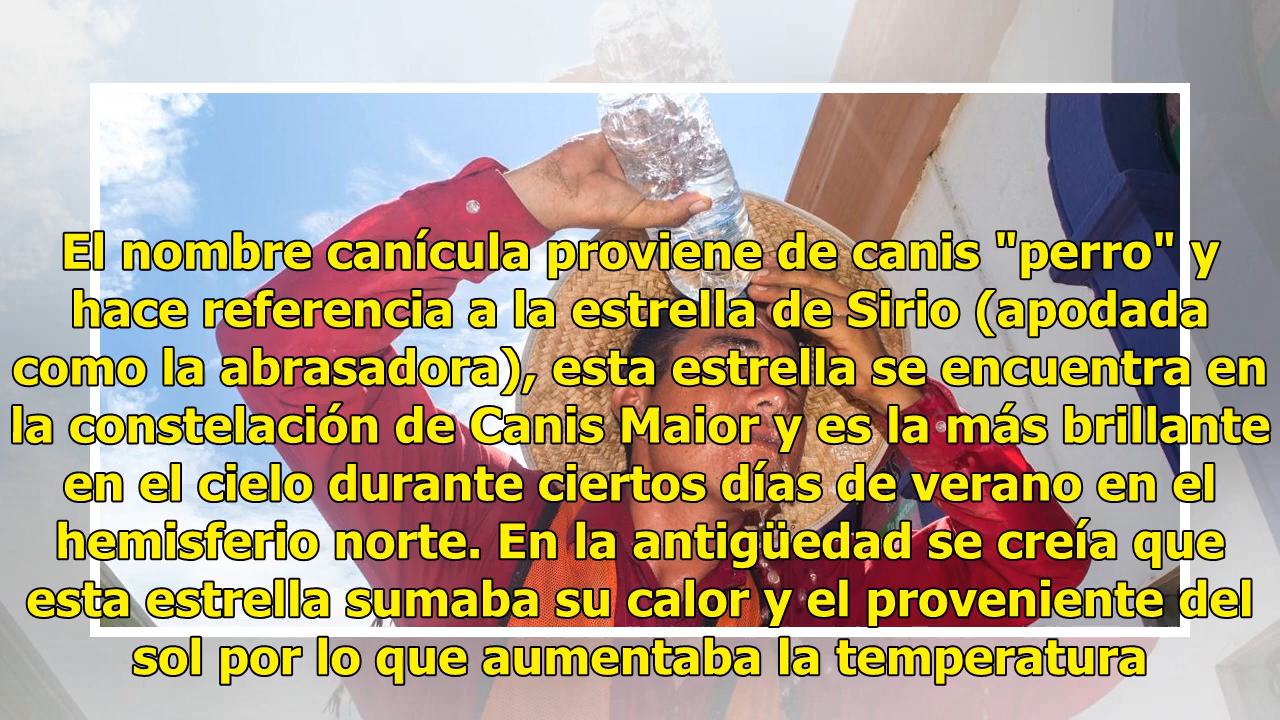 El nombre canícula proviene de canis "perro" y
hace referencia a la estrella de Sirio (apodada
como la abrasadora), esta estrella se encuentra en
la constelación de Canis Maior y es la más brillante
en el cielo durante ciertos días de verano en el
hemisferio norte. En la antigüedad se creía que
esta estrella sumaba su calor y el proveniente del
sol por lo que aumentaba la temperatura